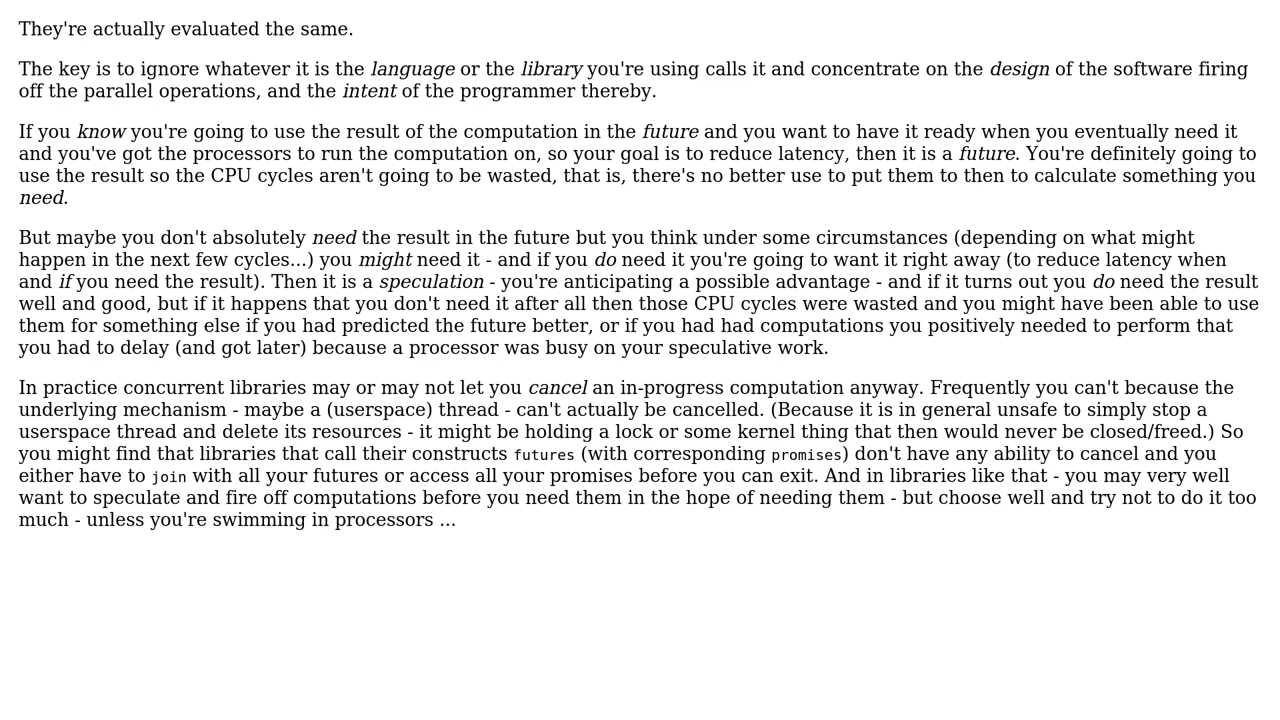 They're actually evaluated the same.
The key is to ignore whatever it is the language or the library you're using calls it and concentrate on the design of the software firing
off the parallel operations, and the intent of the programmer thereby.
If you know you're going to use the result of the computation in the future and you want to have it ready when you eventually need it
and you've got the processors to run the computation on, so your goal is to reduce latency, then it is a future. You're definitely going to
use the result so the CPU cycles aren't going to be wasted, that is, there's no better use to put them to then to calculate something you
need.
But maybe you don't absolutely need the result in the future but you think under some circumstances (depending on what might
happen in the next few cycles...) you might need it - and if you do need it you're going to want it right away (to reduce latency when
and if you need the result). Then it is a speculation - you're anticipating a possible advantage - and if it turns out you do need the result
well and good, but if it happens that you don't need it after all then those CPU cycles were wasted and you might have been able to use
them for something else if you had predicted the future better, or if you had had computations you positively needed to perform that
you had to delay (and got later) because a processor was busy on your speculative work.
In practice concurrent libraries may or may not let you cancel an in-progress computation anyway. Frequently you can't because the
underlying mechanism - maybe a (userspace) thread - can't actually be cancelled. (Because it is in general unsafe to simply stop a
userspace thread and delete its resources - it might be holding a lock or some kernel thing that then would never be closed/freed.) So
you might find that libraries that call their constructs futures (with corresponding promises) don't have any ability to cancel and you
either have to join with all your futures or access all your promises before you can exit. And in libraries like that - you may very well
want to speculate and fire off computations before you need them in the hope of needing them - but choose well and try not to do it too
much - unless you're swimming in processors ...